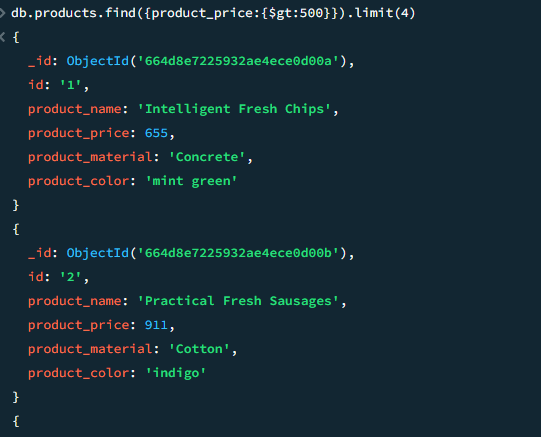 > db.products.find({product_price:{$gt:500}}).limit(4)
< {
_id: ObjectId('664d8e7225932ae4ece0d00a'),
id: '1',
product_name: 'Intelligent Fresh Chips',
product_price: 655,
product_material: 'Concrete',
product_color: 'mint green'
}
{
_id: ObjectId('664d8e7225932ae4ece0d00b'),
id: '2',
product_name: 'Practical Fresh Sausages',
product_price: 911,
product_material: 'Cotton',
product_color: 'indigo'
}
{